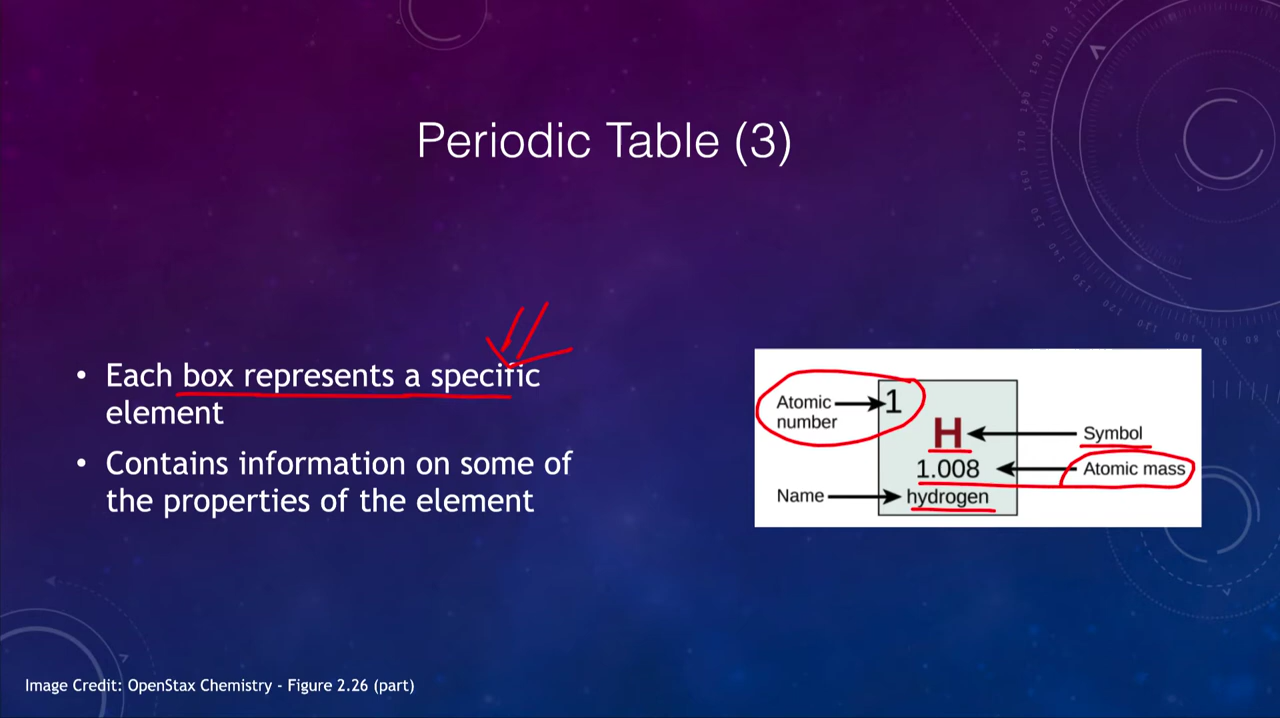 Periodic Table (3)
• Each box represents a specific
element
• Contains information on some of
the properties of the element
Atomic
number
1
H
Symbol
1.008
Atomic mass
Name
hydrogen
Image Credit: OpenStax Chemistry - Figure 2.26 (part)